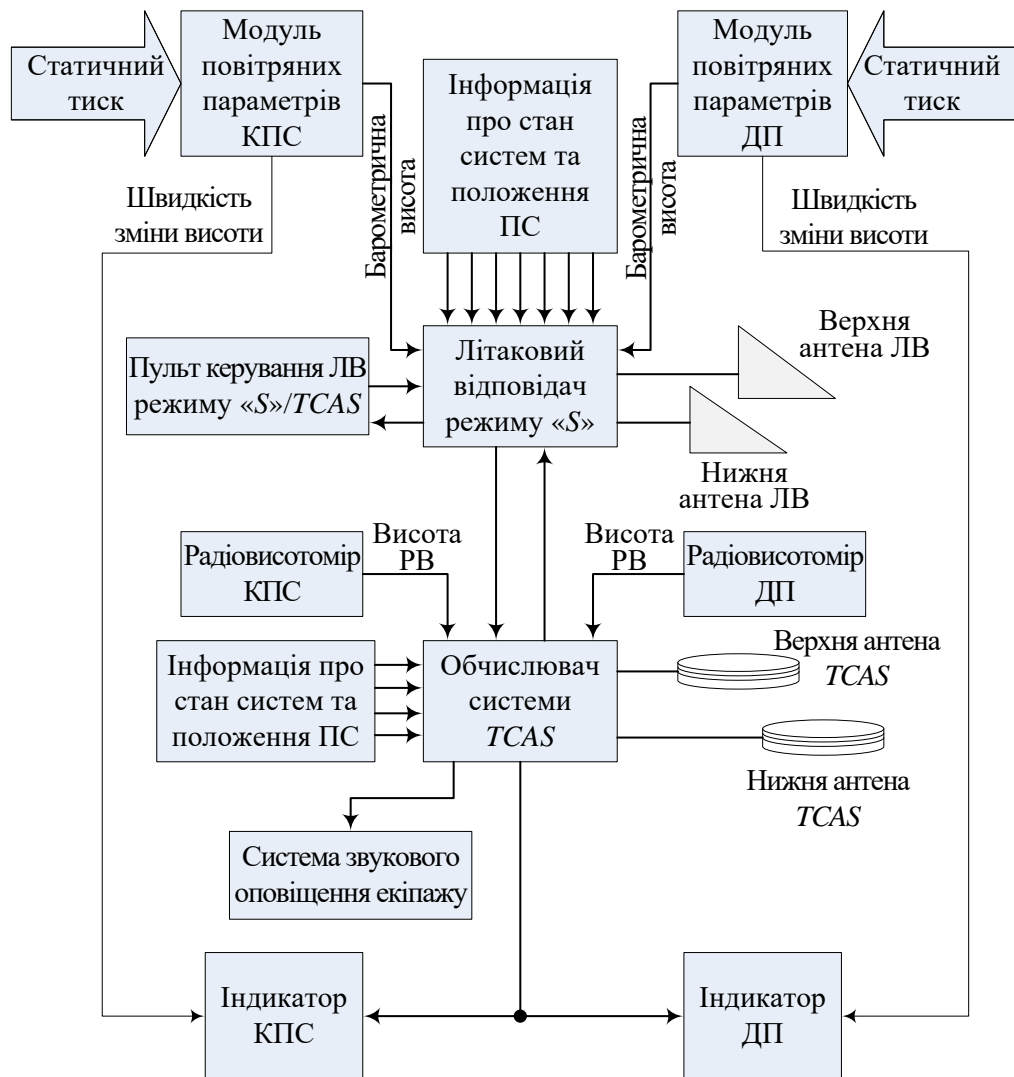 Статичний
тиск
Модуль
повітряних
параметрів
КПС
Інформація
про стан
систем та
положення
ПС
Модуль
повітряних
параметрів
ДП
Статичний
тиск
Швидкість
зміни висоти
Барометрична
висота
Барометрична
висота
Швидкість
зміни висоти
Пульт керування ЛВ
режиму «S»/TCAS
Літаковий
відповідач
режиму «S»
Верхня
антена ЛВ
Нижня
антена ЛВ
Радіовисотомір
КПС
Висота
РВ
Висота
РВ
Радіовисотомір
ДП
Інформація про
стан систем та
положення ПС
Обчислювач
системи
TCAS
Верхня антена
TCAS
Нижня антена
TCAS
Система звукового
оповіщення екіпажу
Індикатор
КПС
Індикатор
ДП